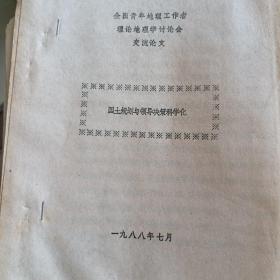 全国青年地理工作者
理论地理学讨论会
交流论文
国土规划与领导决策科学化
一九八八年七月